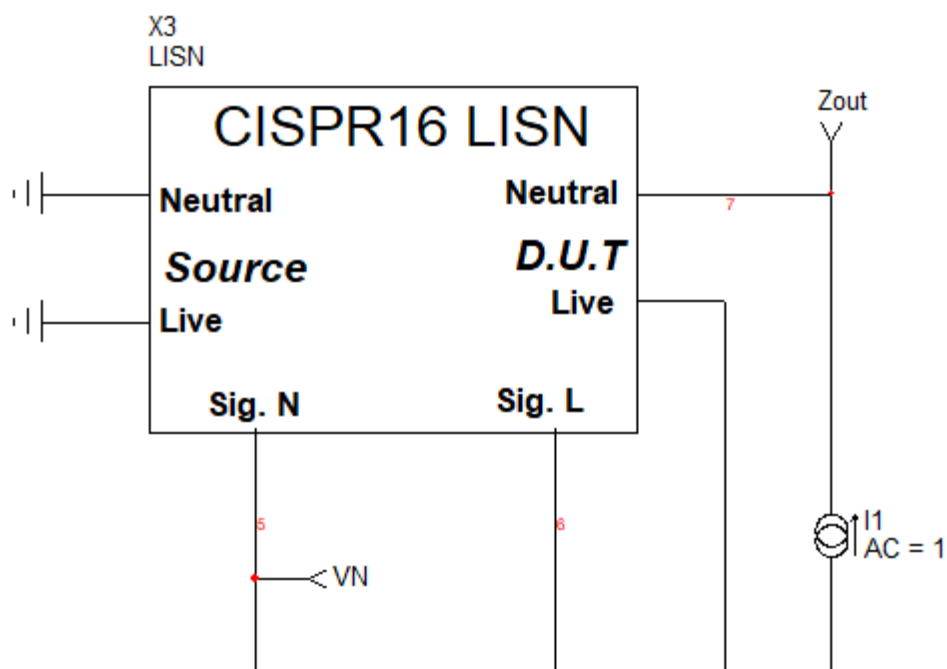 X3
LISN
CISPR16 LISN
Zout
Neutral
Neutral
7
Source
D.U.T
Live
Live
Sig. N
Sig. L
5
6
I1
AC = 1
VN